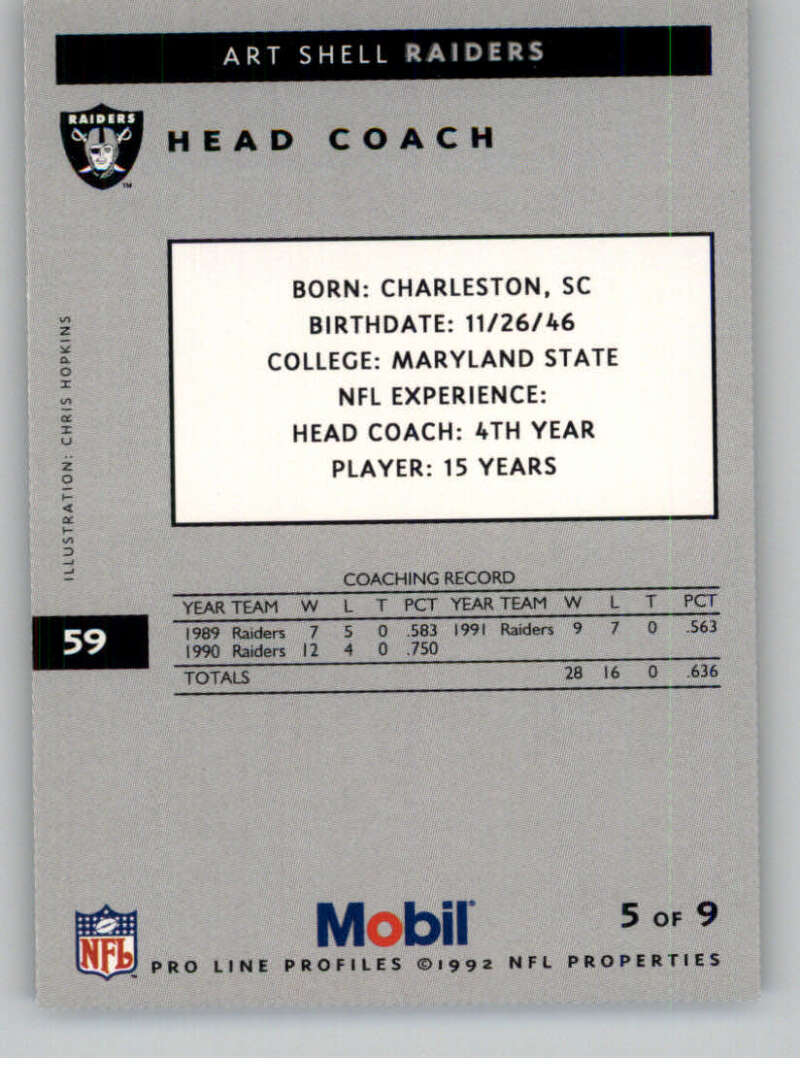 ART SHELL RAIDERS
RAIDERS
HEAD COACH
BORN: CHARLESTON, SC
BIRTHDATE: 11/26/46
COLLEGE: MARYLAND STATE
NFL EXPERIENCE:
HEAD COACH: 4TH YEAR
PLAYER: 15 YEARS
ILLUSTRATION: CHRIS HOPKINS
COACHING RECORD
YEAR TEAM W L T PCT YEAR TEAM W L T PCT
1989 Raiders 7 5 0 .583 1991 Raiders 9 7 0 .563
1990 Raiders 12 4 0 .750
TOTALS 28 16 0 .636
59
Mobil®
5 OF 9
NFL
PRO LINE PROFILES ©1992 NFL PROPERTIES